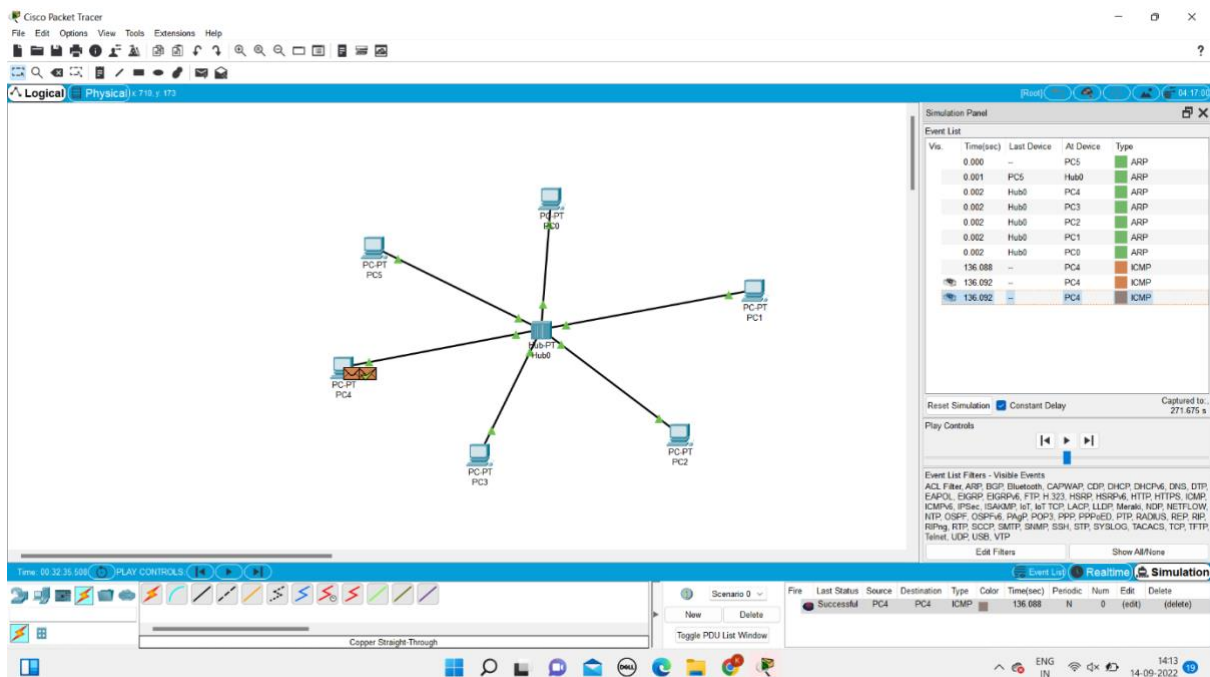 Cisco Packet Tracer
File Edit Options View Tools Extensions Help
?
Logical Physical x: 710, y: 173 [Root] 04:17:00
Simulation Panel
Event List
Vis. Time(sec) Last Device At Device Type
0.000 -- PC5 ARP
0.001 PC5 Hub0 ARP
0.002 Hub0 PC4 ARP
0.002 Hub0 PC3 ARP
0.002 Hub0 PC2 ARP
0.002 Hub0 PC1 ARP
0.002 Hub0 PC0 ARP
136.088 -- PC4 ICMP
136.092 -- PC4 ICMP
136.092 -- PC4 ICMP
PC-PT
PC0
PC-PT
PC5
PC-PT
PC1
Hub-PT
Hub0
PC-PT
PC4
PC-PT
PC2
PC-PT
PC3
Reset Simulation Constant Delay Captured to:
271.675 s
Play Controls
Event List Filters - Visible Events
ACL Filter, ARP, BGP, Bluetooth, CAPWAP, CDP, DHCP, DHCPv6, DNS, DTP,
EAPOL, EIGRP, EIGRPv6, FTP, H.323, HSRP, HSRPv6, HTTP, HTTPS, ICMP,
ICMPv6, IPSec, ISAKMP, IoT, IoT TCP, LACP, LLDP, Meraki, NDP, NETFLOW,
NTP, OSPF, OSPFv6, PAgP, POP3, PPP, PPPoED, PTP, RADIUS, REP, RIP,
RIPng, RTP, SCCP, SMTP, SNMP, SSH, STP, SYSLOG, TACACS, TCP, TFTP,
Telnet, UDP, USB, VTP
Edit Filters Show All/None
Time: 00:32:35.508 PLAY CONTROLS: Event List Realtime Simulation
Scenario 0
New Delete
Toggle PDU List Window
Fire Last Status Source Destination Type Color Time(sec) Periodic Num Edit Delete
Successful PC4 PC4 ICMP 136.088 N 0 (edit) (delete)
Copper Straight-Through
DELL
K
ENG
IN
14:13
14-09-2022
19